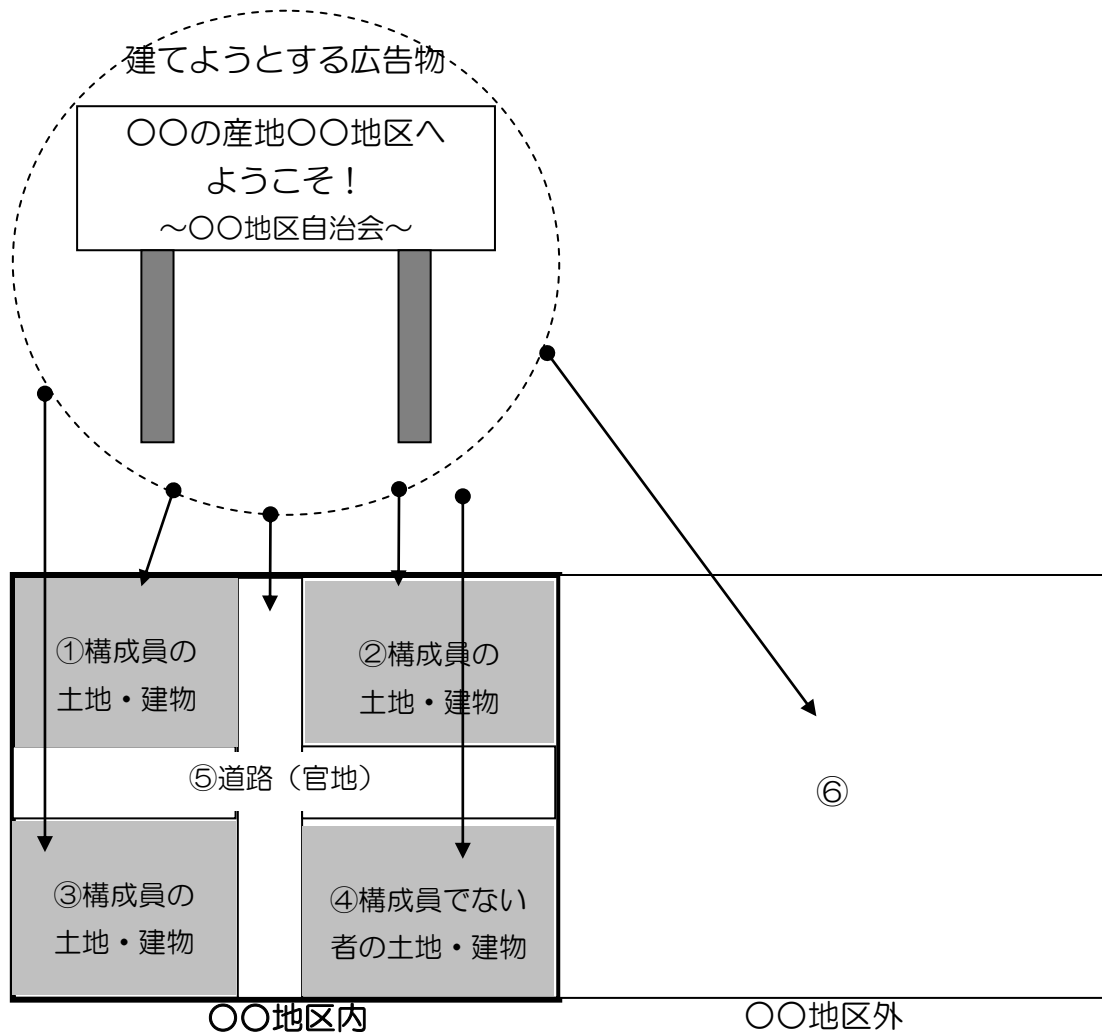 建てようとする広告物
〇〇の産地〇〇地区へ
ようこそ！
～〇〇地区自治会～
①構成員の
土地・建物
②構成員の
土地・建物
⑤道路（官地）
⑥
③構成員の
土地・建物
④構成員でない
者の土地・建物
〇〇地区内
〇〇地区外